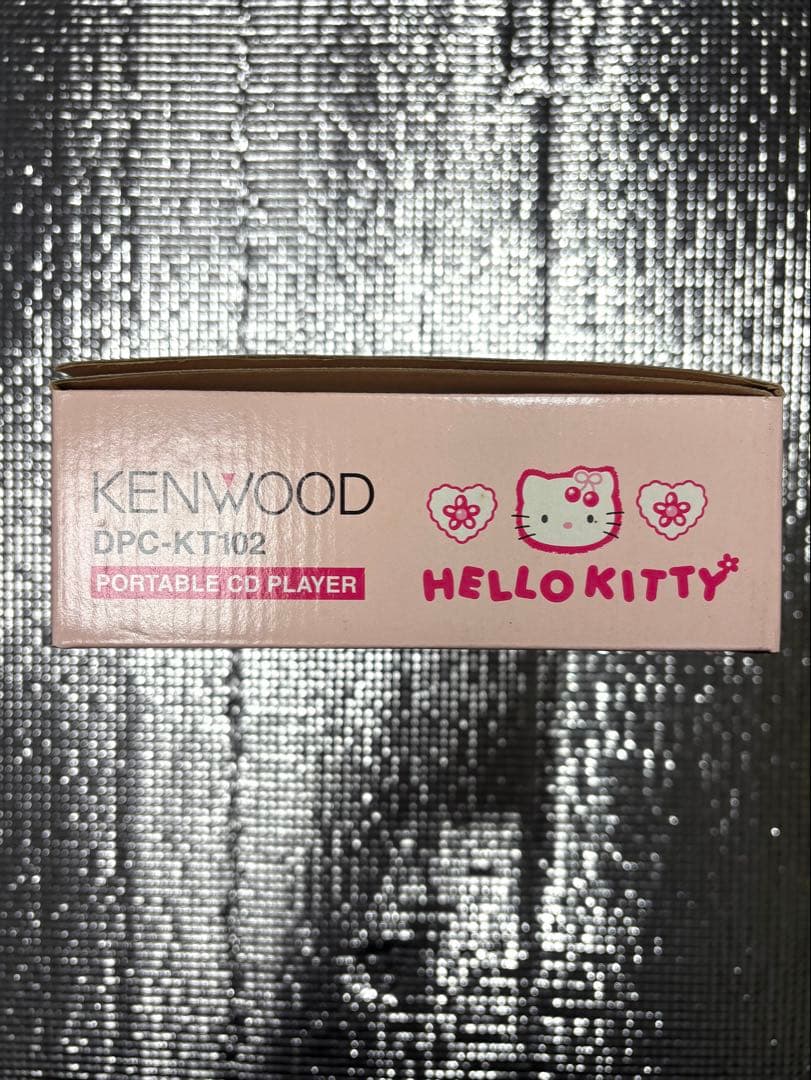 KENWOOD
DPC-KT102
PORTABLE CD PLAYER
HELLO KITTY